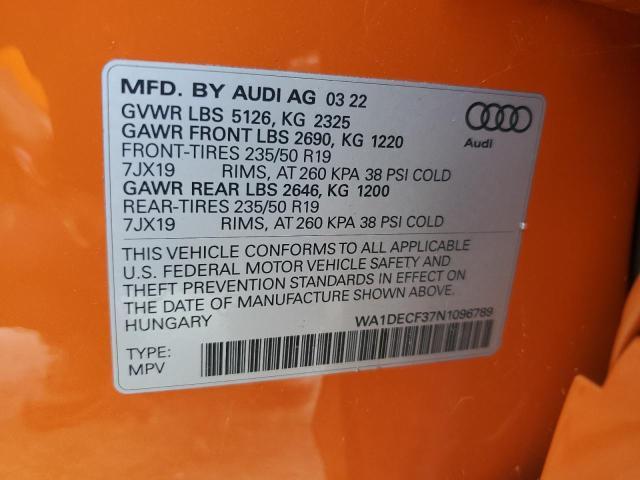 MFD. BY AUDI AG 03 22
GVWR LBS 5126, KG 2325
GAWR FRONT LBS 2690, KG 1220
FRONT-TIRES 235/50 R19
7JX19 RIMS, AT 260 KPA 38 PSI COLD
GAWR REAR LBS 2646, KG 1200
REAR-TIRES 235/50 R19
7JX19 RIMS, AT 260 KPA 38 PSI COLD
Audi
THIS VEHICLE CONFORMS TO ALL APPLICABLE
U.S. FEDERAL MOTOR VEHICLE SAFETY AND
THEFT PREVENTION STANDARDS IN EFFECT ON
THE DATE OF MANUFACTURE SHOWN ABOVE.
HUNGARY WA1DECF37N1096789
TYPE:
MPV